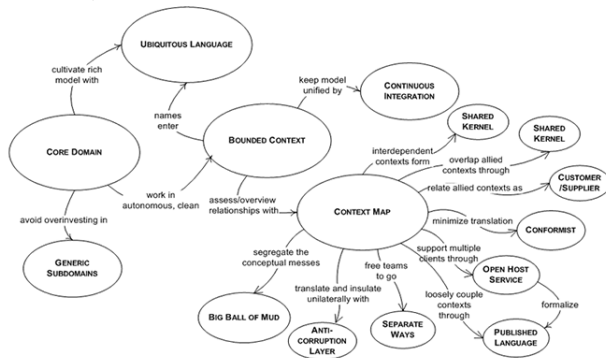 UBIQUITOUS LANGUAGE
cultivate rich
model with
keep model
unified by
CONTINUOUS
INTEGRATION
names
enter
SHARED
KERNEL
SHARED
KERNEL
BOUNDED CONTEXT
CORE DOMAIN
interdependent
contexts form
overlap allied
contexts through
work in
autonomous, clean
assess/overview
relationships with
relate allied contexts as
CUSTOMER
/SUPPLIER
CONTEXT MAP
avoid overinvesting in
minimize translation
CONFORMIST
GENERIC
SUBDOMAINS
segregate the
conceptual messes
free teams
to go
support multiple
clients through
OPEN HOST
SERVICE
translate and insulate
unilaterally with
loosely couple
contexts
through
formalize
BIG BALL OF MUD
ANTI-
CORRUPTION
LAYER
SEPARATE
WAYS
PUBLISHED
LANGUAGE